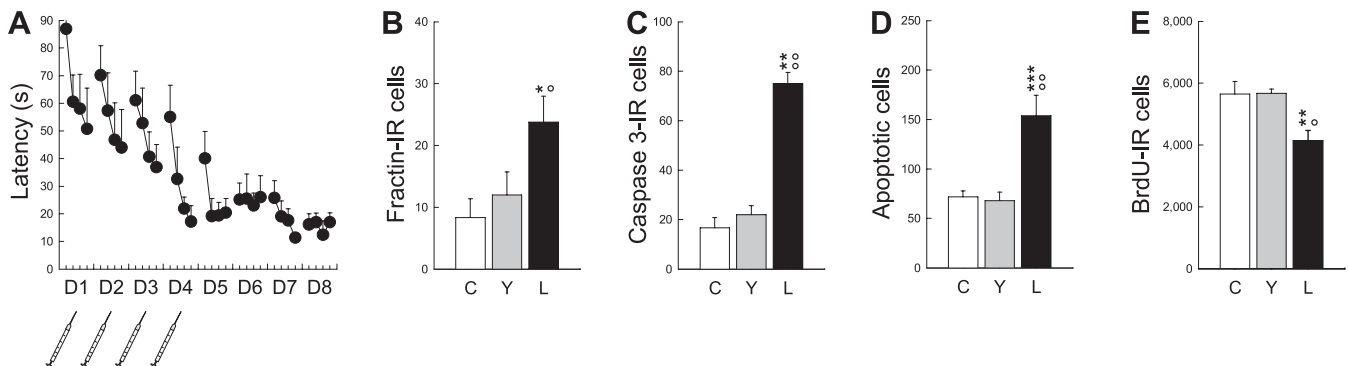 A
Latency (s)
90
80
70
60
50
40
30
20
10
0
D1 D2 D3 D4 D5 D6 D7 D8
B
Fractin-IR cells
40
30
20
10
0
* °
C Y L
C
Caspase 3-IR cells
100
80
60
40
20
0
** °°
C Y L
D
Apoptotic cells
250
200
150
100
50
0
*** °°
C Y L
E
BrdU-IR cells
8,000
6,000
4,000
2,000
0
** °
C Y L